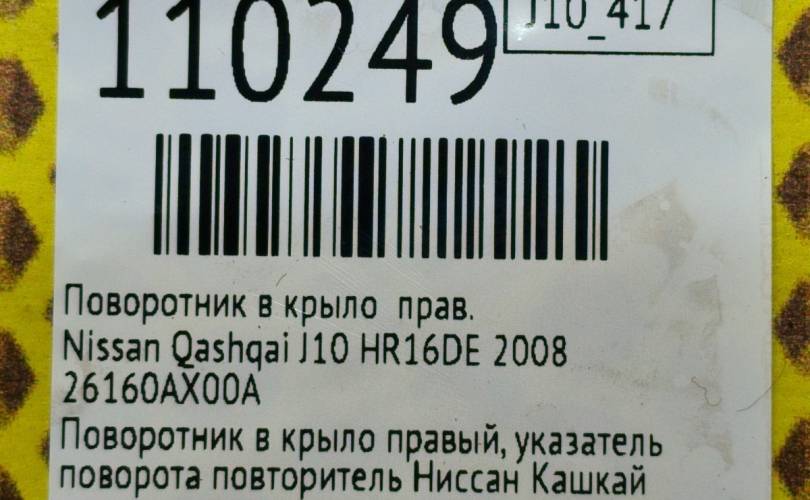 110249
J10_417
Поворотник в крыло прав.
Nissan Qashqai J10 HR16DE 2008
26160AX00A
Поворотник в крыло правый, указатель
поворота повторитель Ниссан Кашкай